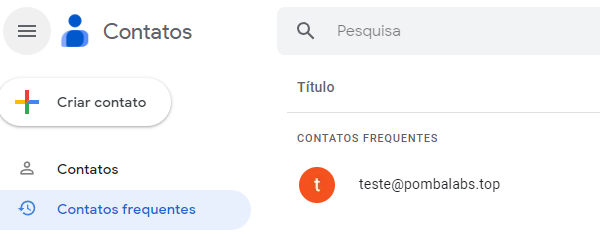 Contatos
Pesquisa
Criar contato
Título
CONTATOS FREQUENTES
Contatos
t
teste@pombalabs.top
Contatos frequentes